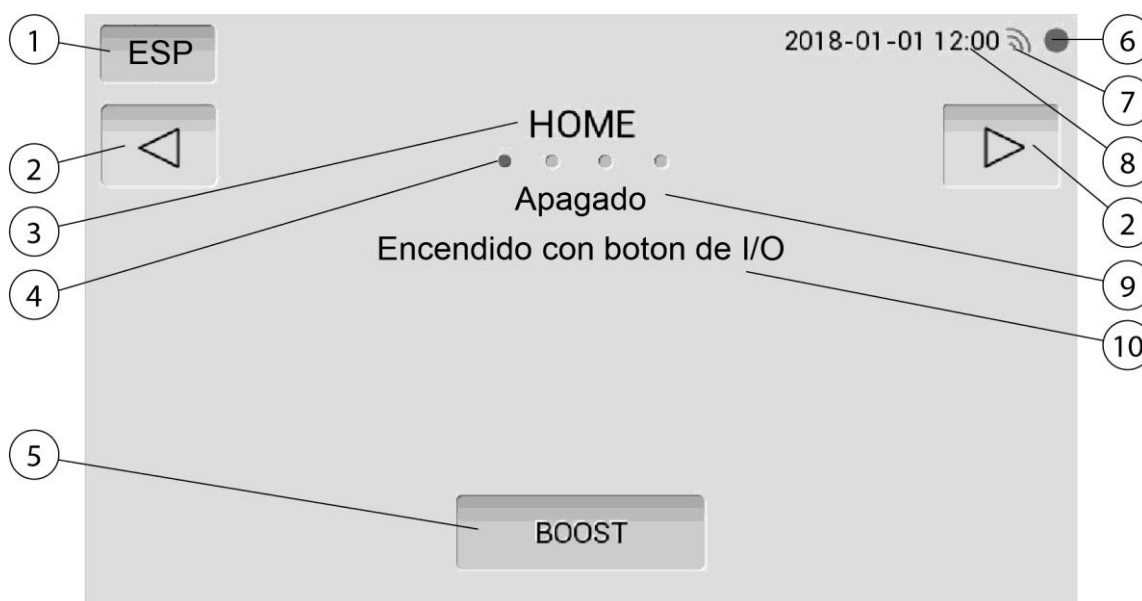 1
ESP
2018-01-01 12:00
6
7
HOME
2
8
3
Apagado
2
Encendido con boton de I/O
4
9
10
5
BOOST